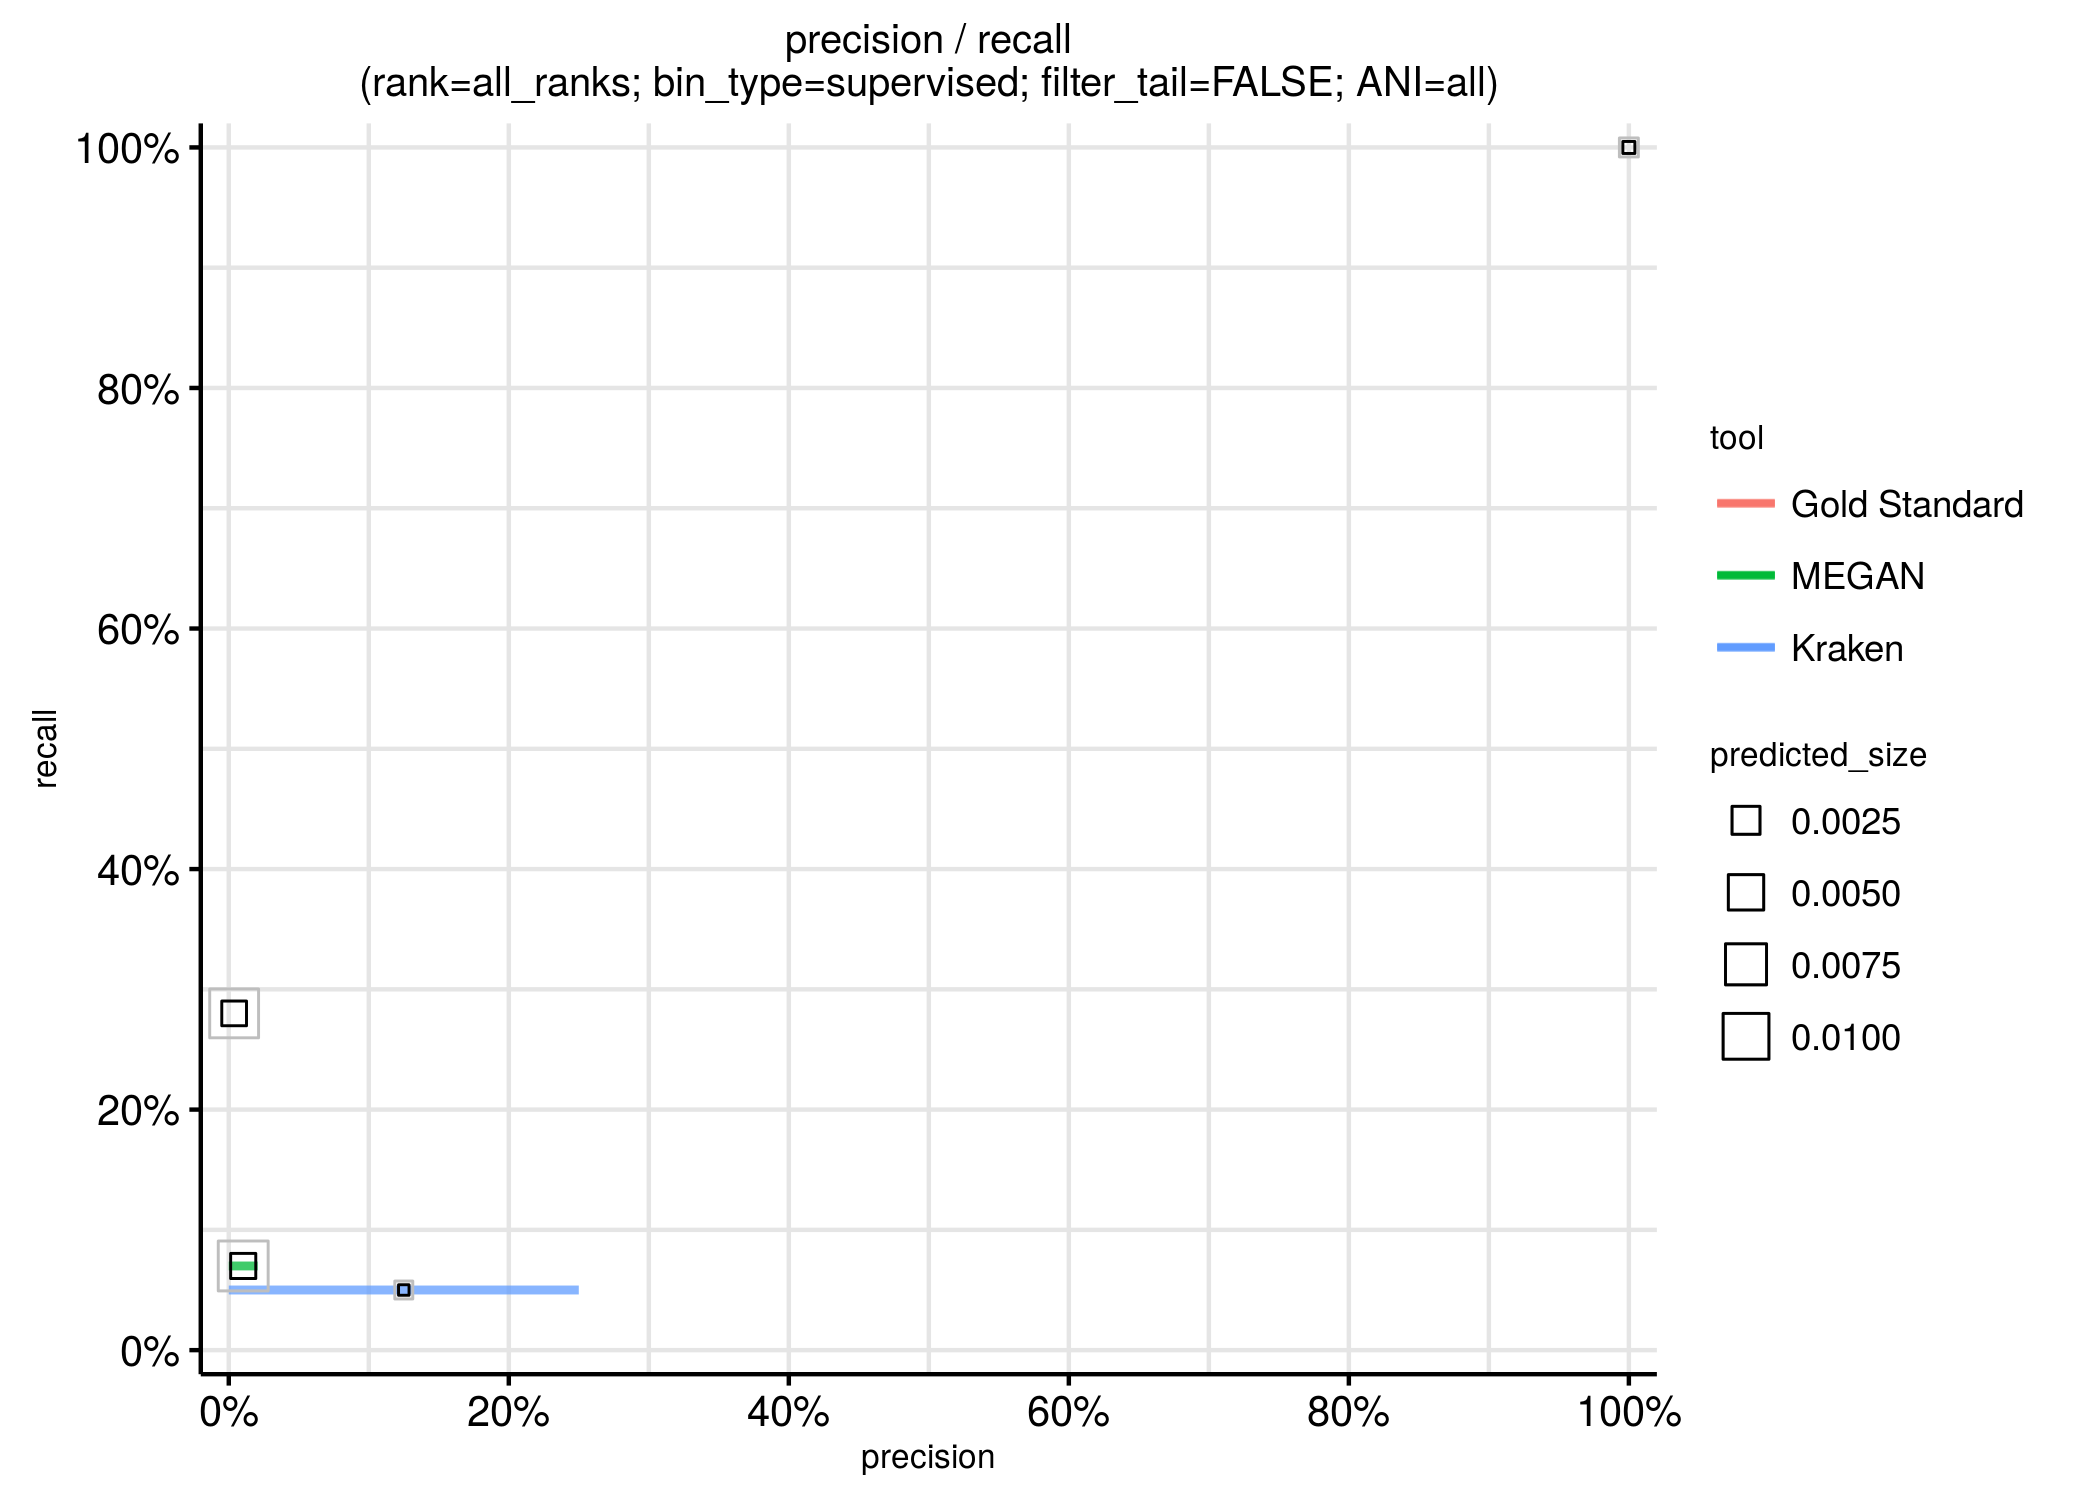 precision / recall
(rank=all_ranks; bin_type=supervised; filter_tail=FALSE; ANI=all)
100%
80%
60%
40%
20%
0%
recall
0%
20%
40%
60%
80%
100%
precision
tool
Gold Standard
MEGAN
Kraken
predicted_size
0.0025
0.0050
0.0075
0.0100